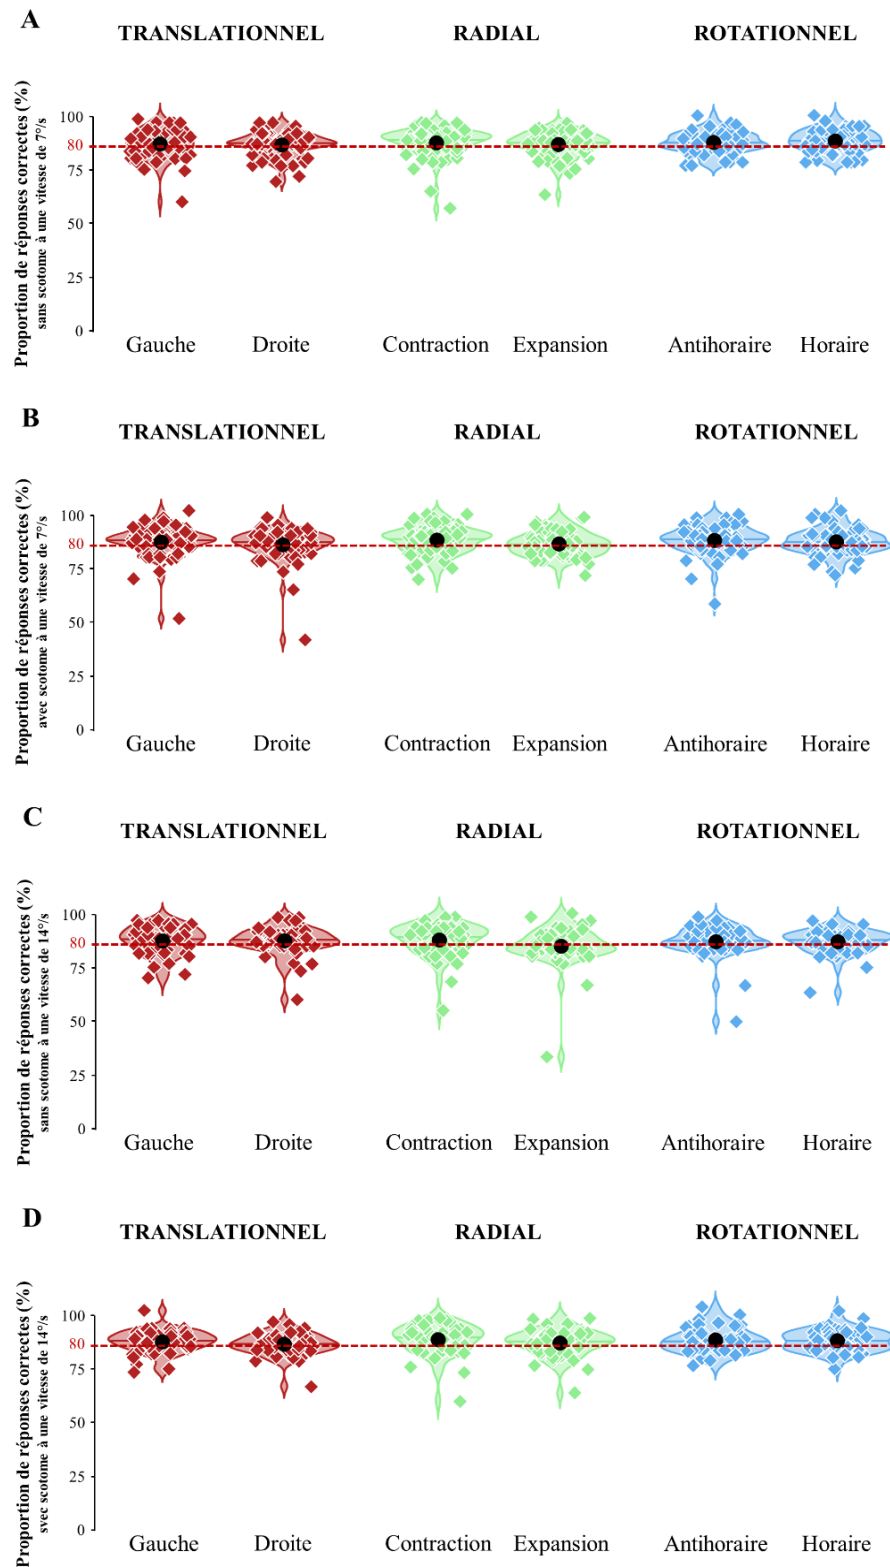 A
TRANSLATIONNEL RADIAL ROTATIONNEL
Proportion de réponses correctes (%)
sans scotome à une vitesse de 7°/s
100
80
75
50
25
0
Gauche Droite Contraction Expansion Antihoraire Horaire
B
TRANSLATIONNEL RADIAL ROTATIONNEL
Proportion de réponses correctes (%)
avec scotome à une vitesse de 7°/s
100
80
75
50
25
0
Gauche Droite Contraction Expansion Antihoraire Horaire
C
TRANSLATIONNEL RADIAL ROTATIONNEL
Proportion de réponses correctes (%)
sans scotome à une vitesse de 14°/s
100
80
75
50
25
0
Gauche Droite Contraction Expansion Antihoraire Horaire
D
TRANSLATIONNEL RADIAL ROTATIONNEL
Proportion de réponses correctes (%)
svec scotome à une vitesse de 14°/s
100
80
75
50
25
0
Gauche Droite Contraction Expansion Antihoraire Horaire